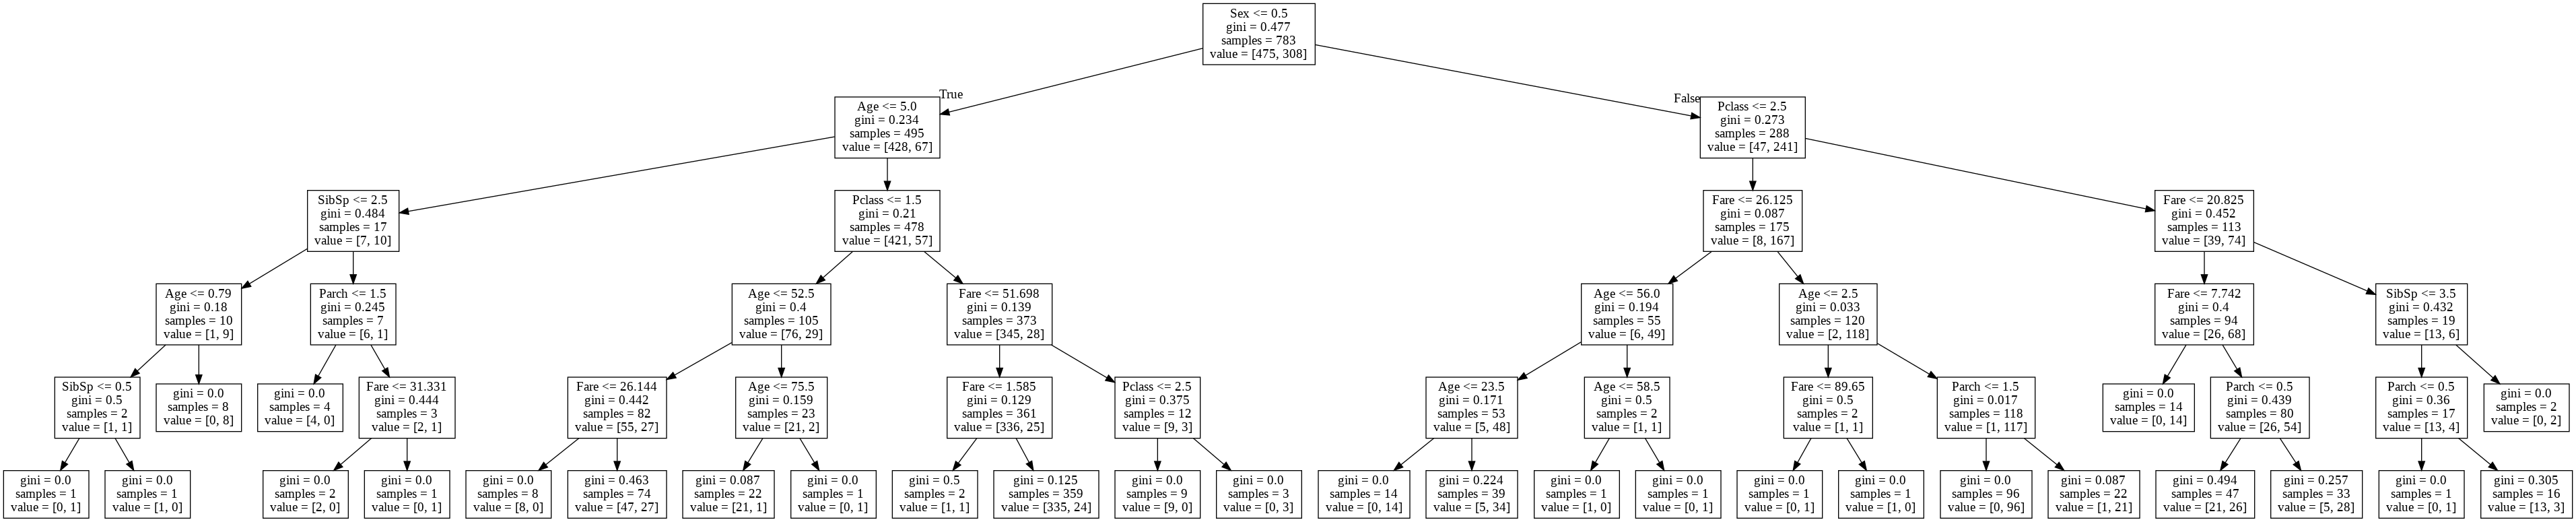 Sex <= 0.5
gini = 0.477
samples = 783
value = [475, 308]
True
False
Age <= 5.0
gini = 0.234
samples = 495
value = [428, 67]
Pclass <= 2.5
gini = 0.273
samples = 288
value = [47, 241]
SibSp <= 2.5
gini = 0.484
samples = 17
value = [7, 10]
Pclass <= 1.5
gini = 0.21
samples = 478
value = [421, 57]
Fare <= 26.125
gini = 0.087
samples = 175
value = [8, 167]
Fare <= 20.825
gini = 0.452
samples = 113
value = [39, 74]
Age <= 0.79
gini = 0.18
samples = 10
value = [1, 9]
Parch <= 1.5
gini = 0.245
samples = 7
value = [6, 1]
Age <= 52.5
gini = 0.4
samples = 105
value = [76, 29]
Fare <= 51.698
gini = 0.139
samples = 373
value = [345, 28]
Age <= 56.0
gini = 0.194
samples = 55
value = [6, 49]
Age <= 2.5
gini = 0.033
samples = 120
value = [2, 118]
Fare <= 7.742
gini = 0.4
samples = 94
value = [26, 68]
SibSp <= 3.5
gini = 0.432
samples = 19
value = [13, 6]
SibSp <= 0.5
gini = 0.5
samples = 2
value = [1, 1]
gini = 0.0
samples = 8
value = [0, 8]
gini = 0.0
samples = 4
value = [4, 0]
Fare <= 31.331
gini = 0.444
samples = 3
value = [2, 1]
Fare <= 26.144
gini = 0.442
samples = 82
value = [55, 27]
Age <= 75.5
gini = 0.159
samples = 23
value = [21, 2]
Fare <= 1.585
gini = 0.129
samples = 361
value = [336, 25]
Pclass <= 2.5
gini = 0.375
samples = 12
value = [9, 3]
Age <= 23.5
gini = 0.171
samples = 53
value = [5, 48]
Age <= 58.5
gini = 0.5
samples = 2
value = [1, 1]
Fare <= 89.65
gini = 0.5
samples = 2
value = [1, 1]
Parch <= 1.5
gini = 0.017
samples = 118
value = [1, 117]
gini = 0.0
samples = 14
value = [0, 14]
Parch <= 0.5
gini = 0.439
samples = 80
value = [26, 54]
Parch <= 0.5
gini = 0.36
samples = 17
value = [13, 4]
gini = 0.0
samples = 2
value = [0, 2]
gini = 0.0
samples = 1
value = [0, 1]
gini = 0.0
samples = 1
value = [1, 0]
gini = 0.0
samples = 2
value = [2, 0]
gini = 0.0
samples = 1
value = [0, 1]
gini = 0.0
samples = 8
value = [8, 0]
gini = 0.463
samples = 74
value = [47, 27]
gini = 0.087
samples = 22
value = [21, 1]
gini = 0.0
samples = 1
value = [0, 1]
gini = 0.5
samples = 2
value = [1, 1]
gini = 0.125
samples = 359
value = [335, 24]
gini = 0.0
samples = 9
value = [9, 0]
gini = 0.0
samples = 3
value = [0, 3]
gini = 0.0
samples = 14
value = [0, 14]
gini = 0.224
samples = 39
value = [5, 34]
gini = 0.0
samples = 1
value = [1, 0]
gini = 0.0
samples = 1
value = [0, 1]
gini = 0.0
samples = 1
value = [0, 1]
gini = 0.0
samples = 1
value = [1, 0]
gini = 0.0
samples = 96
value = [0, 96]
gini = 0.087
samples = 22
value = [1, 21]
gini = 0.494
samples = 47
value = [21, 26]
gini = 0.257
samples = 33
value = [5, 28]
gini = 0.0
samples = 1
value = [0, 1]
gini = 0.305
samples = 16
value = [13, 3]